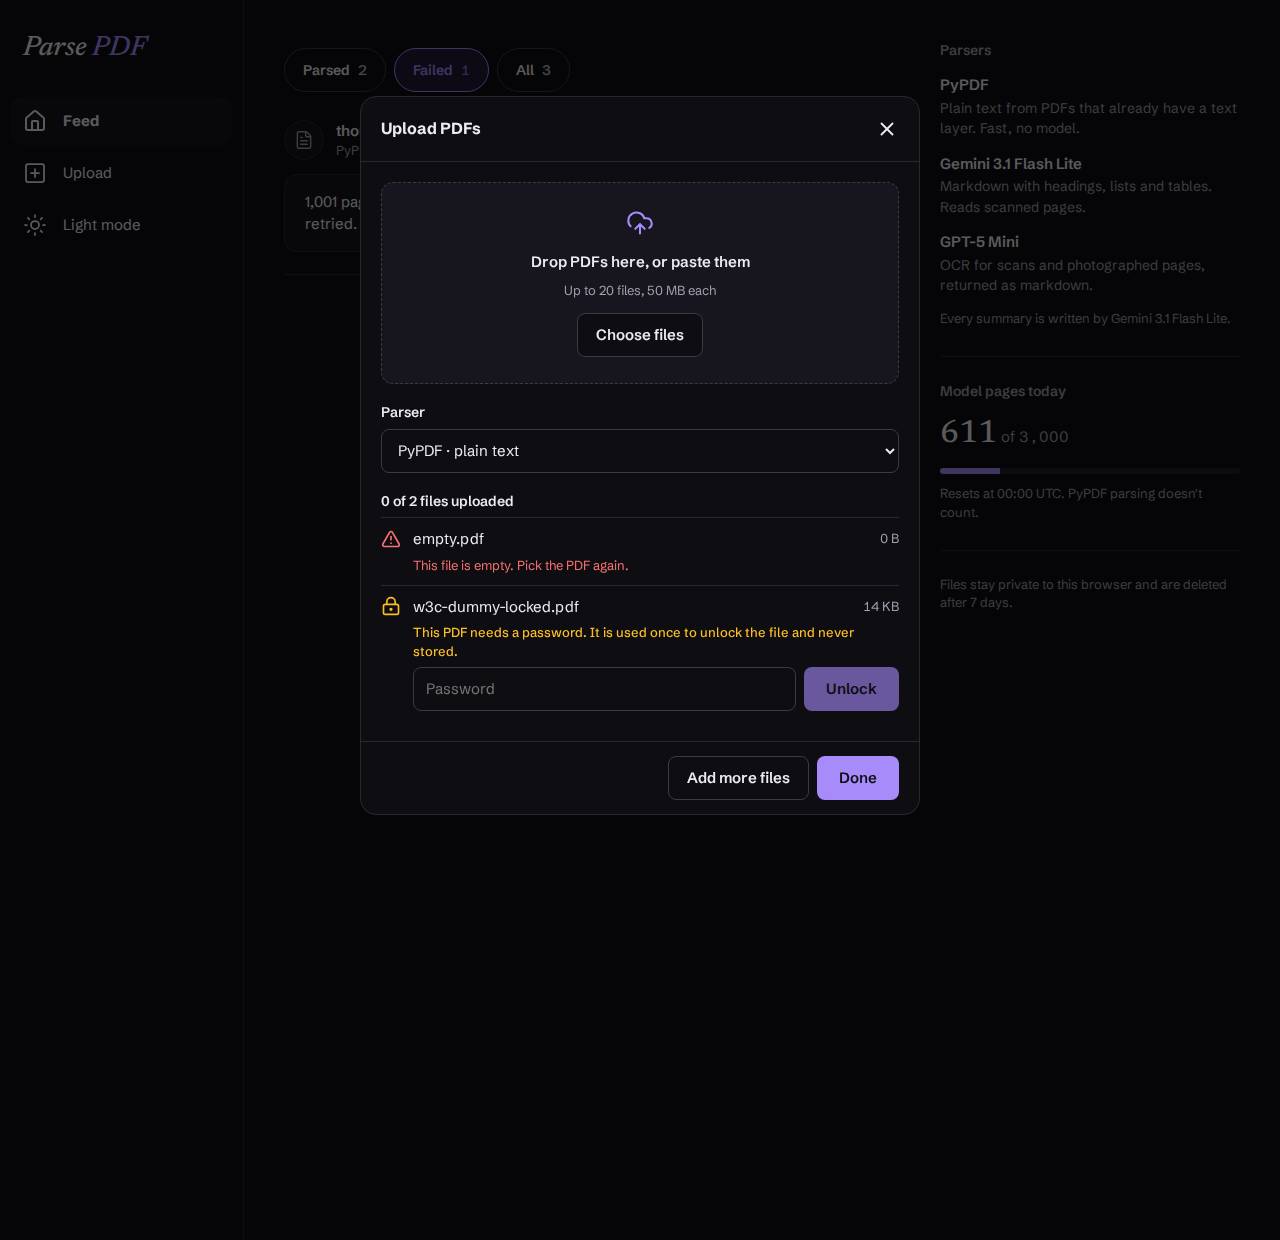 Parse PDF
Feed
Upload
Light mode
Parsed 2
Failed 1
All 3
PyP
1,001
retried.
Upload PDFs
Drop PDFs here, or paste them
Up to 20 files, 50 MB each
Choose files
Parser
PyPDF · plain text
0 of 2 files uploaded
empty.pdf
0 B
This file is empty. Pick the PDF again.
w3c-dummy-locked.pdf
14 KB
This PDF needs a password. It is used once to unlock the file and never
stored.
Password
Unlock
Add more files
Done
Parsers
PyPDF
Plain text from PDFs that already have a text
layer. Fast, no model.
Gemini 3.1 Flash Lite
Markdown with headings, lists and tables.
Reads scanned pages.
GPT-5 Mini
OCR for scans and photographed pages,
returned as markdown.
Every summary is written by Gemini 3.1 Flash Lite.
Model pages today
611 of 3,000
Resets at 00:00 UTC. PyPDF parsing doesn't
count.
Files stay private to this browser and are deleted
after 7 days.